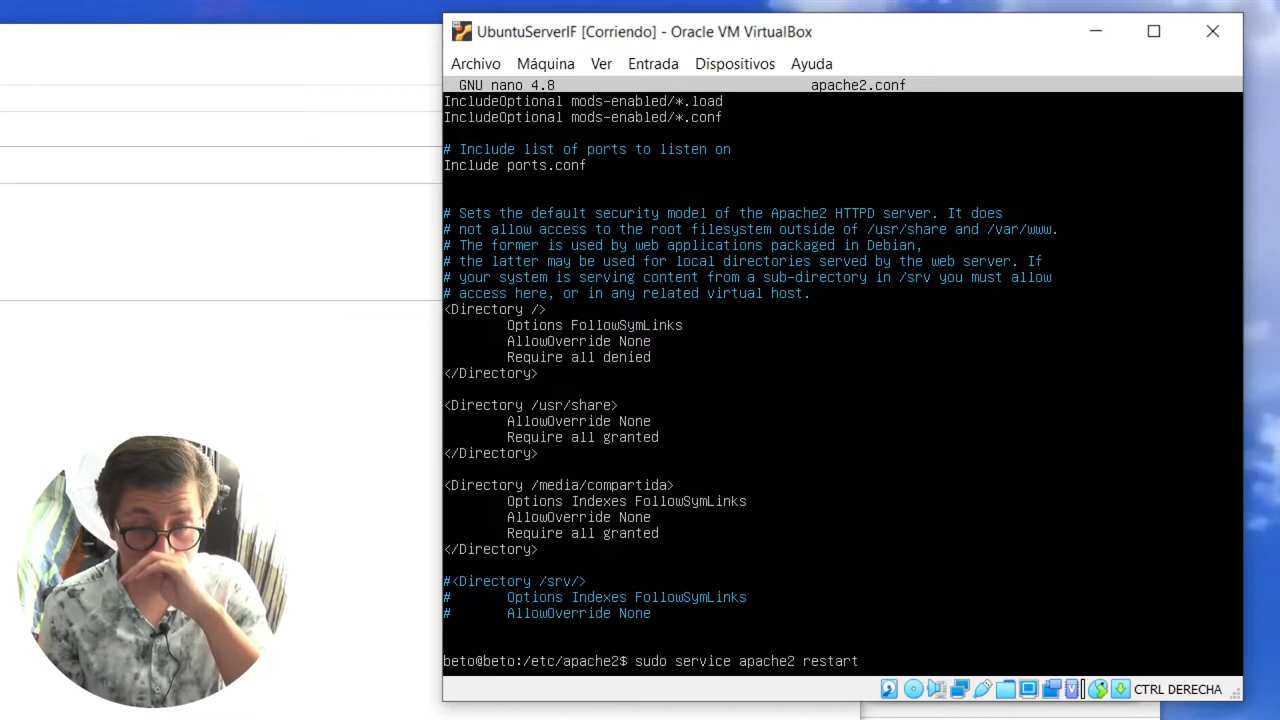 UbuntuServerIF [Corriendo] - Oracle VM VirtualBox
Archivo Máquina Ver Entrada Dispositivos Ayuda
GNU nano 4.8 apache2.conf
IncludeOptional mods-enabled/*.load
IncludeOptional mods-enabled/*.conf
# Include list of ports to listen on
Include ports.conf
# Sets the default security model of the Apache2 HTTPD server. It does
# not allow access to the root filesystem outside of /usr/share and /var/www.
# The former is used by web applications packaged in Debian,
# the latter may be used for local directories served by the web server. If
# your system is serving content from a sub-directory in /srv you must allow
# access here, or in any related virtual host.
<Directory />
Options FollowSymLinks
AllowOverride None
Require all denied
</Directory>
<Directory /usr/share>
AllowOverride None
Require all granted
</Directory>
<Directory /media/compartida>
Options Indexes FollowSymLinks
AllowOverride None
Require all granted
</Directory>
#<Directory /srv/>
# Options Indexes FollowSymLinks
# AllowOverride None
beto@beto:/etc/apache2$ sudo service apache2 restart
CTRL DERECHA